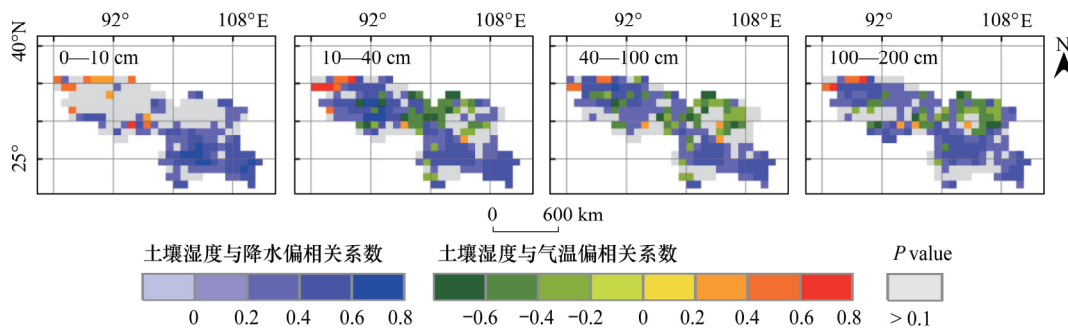 92° 108°E 92° 108°E 92° 108°E 92° 108°E
40°N
25°
N
0—10 cm
10—40 cm
40—100 cm
100—200 cm
0 600 km
土壤湿度与降水偏相关系数
0 0.2 0.4 0.6 0.8
土壤湿度与气温偏相关系数
−0.6 −0.4 −0.2 0 0.2 0.4 0.6 0.8
P value
> 0.1